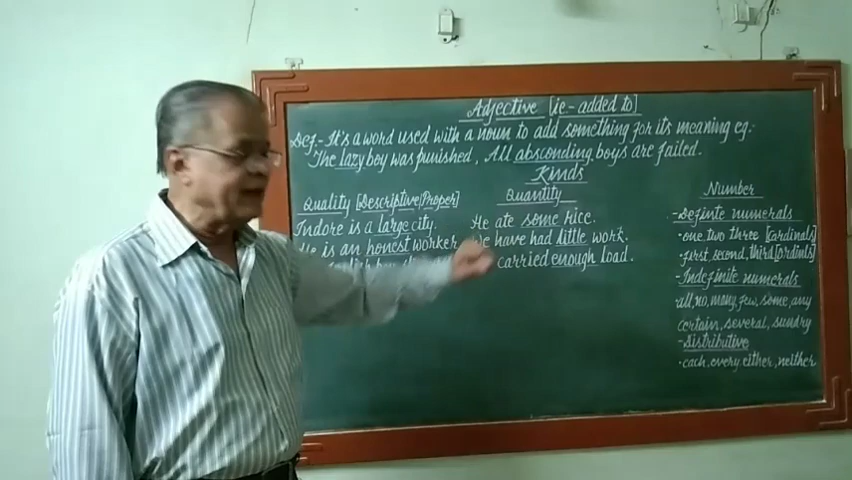 Adjective [ie - added to]
Def.- It's a word used with a noun to add something for its meaning eg:-
The lazy boy was punished, All absconding boys are failed.
Kinds
Quality [Descriptive|Proper]
Indore is a large city.
He is an honest worker
Quantity
He ate some rice.
We have had little work.
carried enough load.
Number
-Definte numerals
-one two three [cardinals]
-first second, third [ordinls]
-Indefinite numerals
all, no, many, few, some, any
certain, several, sundry
-Distributive
-each, every, either, neither